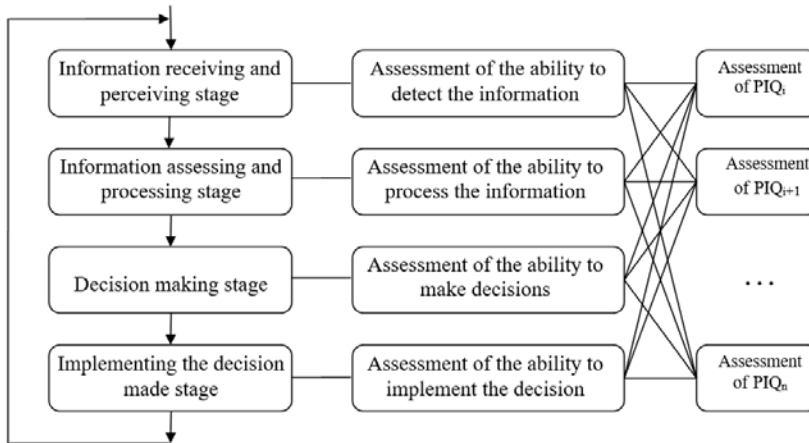 Information receiving and
perceiving stage
Assessment of the ability to
detect the information
Assessment
of PIQi
Information assessing and
processing stage
Assessment of the ability to
process the information
Assessment
of PIQi+1
Decision making stage
Assessment of the ability to
make decisions
...
Implementing the decision
made stage
Assessment of the ability to
implement the decision
Assessment
of PIQn